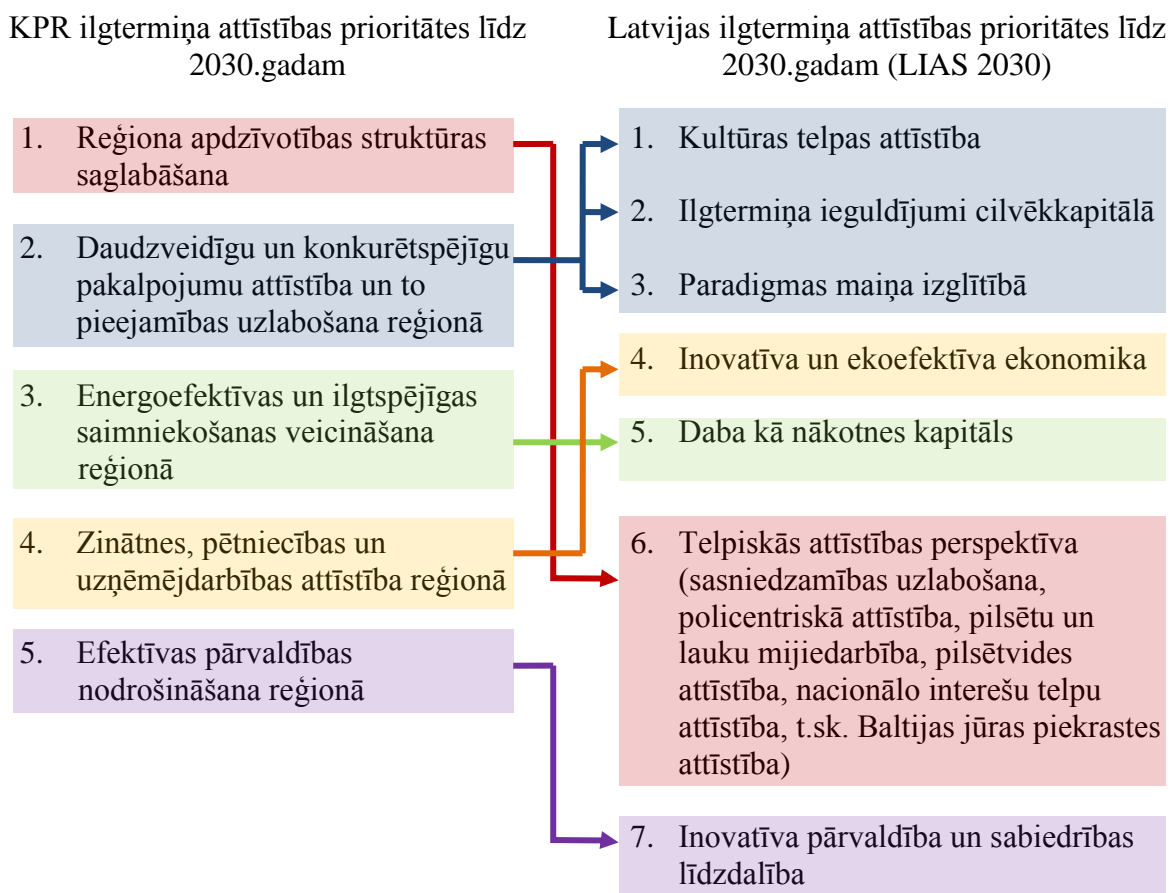 KPR ilgtermiņa attīstības prioritātes līdz
2030.gadam
1. Reģiona apdzīvotības struktūras
saglabāšana
2. Daudzveidīgu un konkurētspējīgu
pakalpojumu attīstība un to
pieejamības uzlabošana reģionā
3. Energoefektīvas un ilgtspējīgas
saimniekošanas veicināšana
reģionā
4. Zinātnes, pētniecības un
uzņēmējdarbības attīstība reģionā
5. Efektīvas pārvaldības
nodrošināšana reģionā
Latvijas ilgtermiņa attīstības prioritātes līdz
2030.gadam (LIAS 2030)
1. Kultūras telpas attīstība
2. Ilgtermiņa ieguldījumi cilvēkkapitālā
3. Paradigmas maiņa izglītībā
4. Inovatīva un ekoefektīva ekonomika
5. Daba kā nākotnes kapitāls
6. Telpiskās attīstības perspektīva
(sasniedzamības uzlabošana,
policentriskā attīstība, pilsētu un
lauku mijiedarbība, pilsētvides
attīstība, nacionālo interešu telpu
attīstība, t.sk. Baltijas jūras piekrastes
attīstība)
7. Inovatīva pārvaldība un sabiedrības
līdzdalība